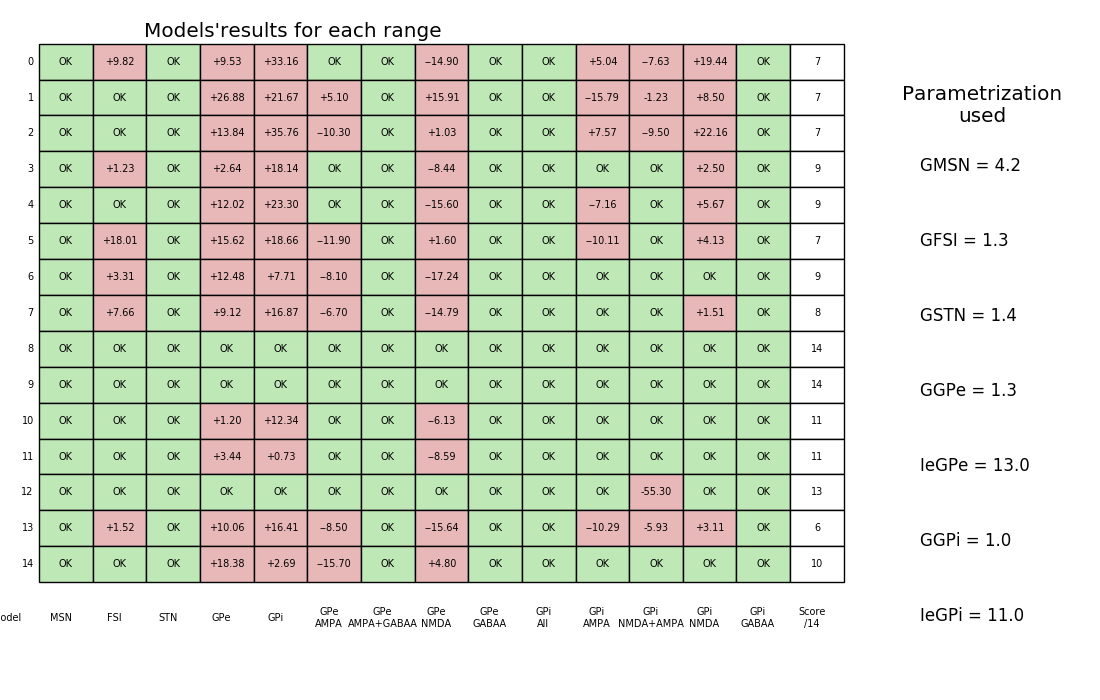 Models'results for each range
0 OK +9.82 OK +9.53 +33.16 OK OK −14.90 OK OK +5.04 −7.63 +19.44 OK 7
1 OK OK OK +26.88 +21.67 +5.10 OK +15.91 OK OK −15.79 -1.23 +8.50 OK 7
2 OK OK OK +13.84 +35.76 −10.30 OK +1.03 OK OK +7.57 −9.50 +22.16 OK 7
3 OK +1.23 OK +2.64 +18.14 OK OK −8.44 OK OK OK OK +2.50 OK 9
4 OK OK OK +12.02 +23.30 OK OK −15.60 OK OK −7.16 OK +5.67 OK 9
5 OK +18.01 OK +15.62 +18.66 −11.90 OK +1.60 OK OK −10.11 OK +4.13 OK 7
6 OK +3.31 OK +12.48 +7.71 −8.10 OK −17.24 OK OK OK OK OK OK 9
7 OK +7.66 OK +9.12 +16.87 −6.70 OK −14.79 OK OK OK OK +1.51 OK 8
8 OK OK OK OK OK OK OK OK OK OK OK OK OK OK 14
9 OK OK OK OK OK OK OK OK OK OK OK OK OK OK 14
10 OK OK OK +1.20 +12.34 OK OK −6.13 OK OK OK OK OK OK 11
11 OK OK OK +3.44 +0.73 OK OK −8.59 OK OK OK OK OK OK 11
12 OK OK OK OK OK OK OK OK OK OK OK -55.30 OK OK 13
13 OK +1.52 OK +10.06 +16.41 −8.50 OK −15.64 OK OK −10.29 -5.93 +3.11 OK 6
14 OK OK OK +18.38 +2.69 −15.70 OK +4.80 OK OK OK OK OK OK 10
GPe GPe GPe GPe GPi GPi GPi GPi GPi Score
odel MSN FSI STN GPe GPi
AMPA AMPA+GABAA NMDA GABAA All AMPA NMDA+AMPA NMDA GABAA /14
Parametrization
used
GMSN = 4.2
GFSI = 1.3
GSTN = 1.4
GGPe = 1.3
IeGPe = 13.0
GGPi = 1.0
IeGPi = 11.0